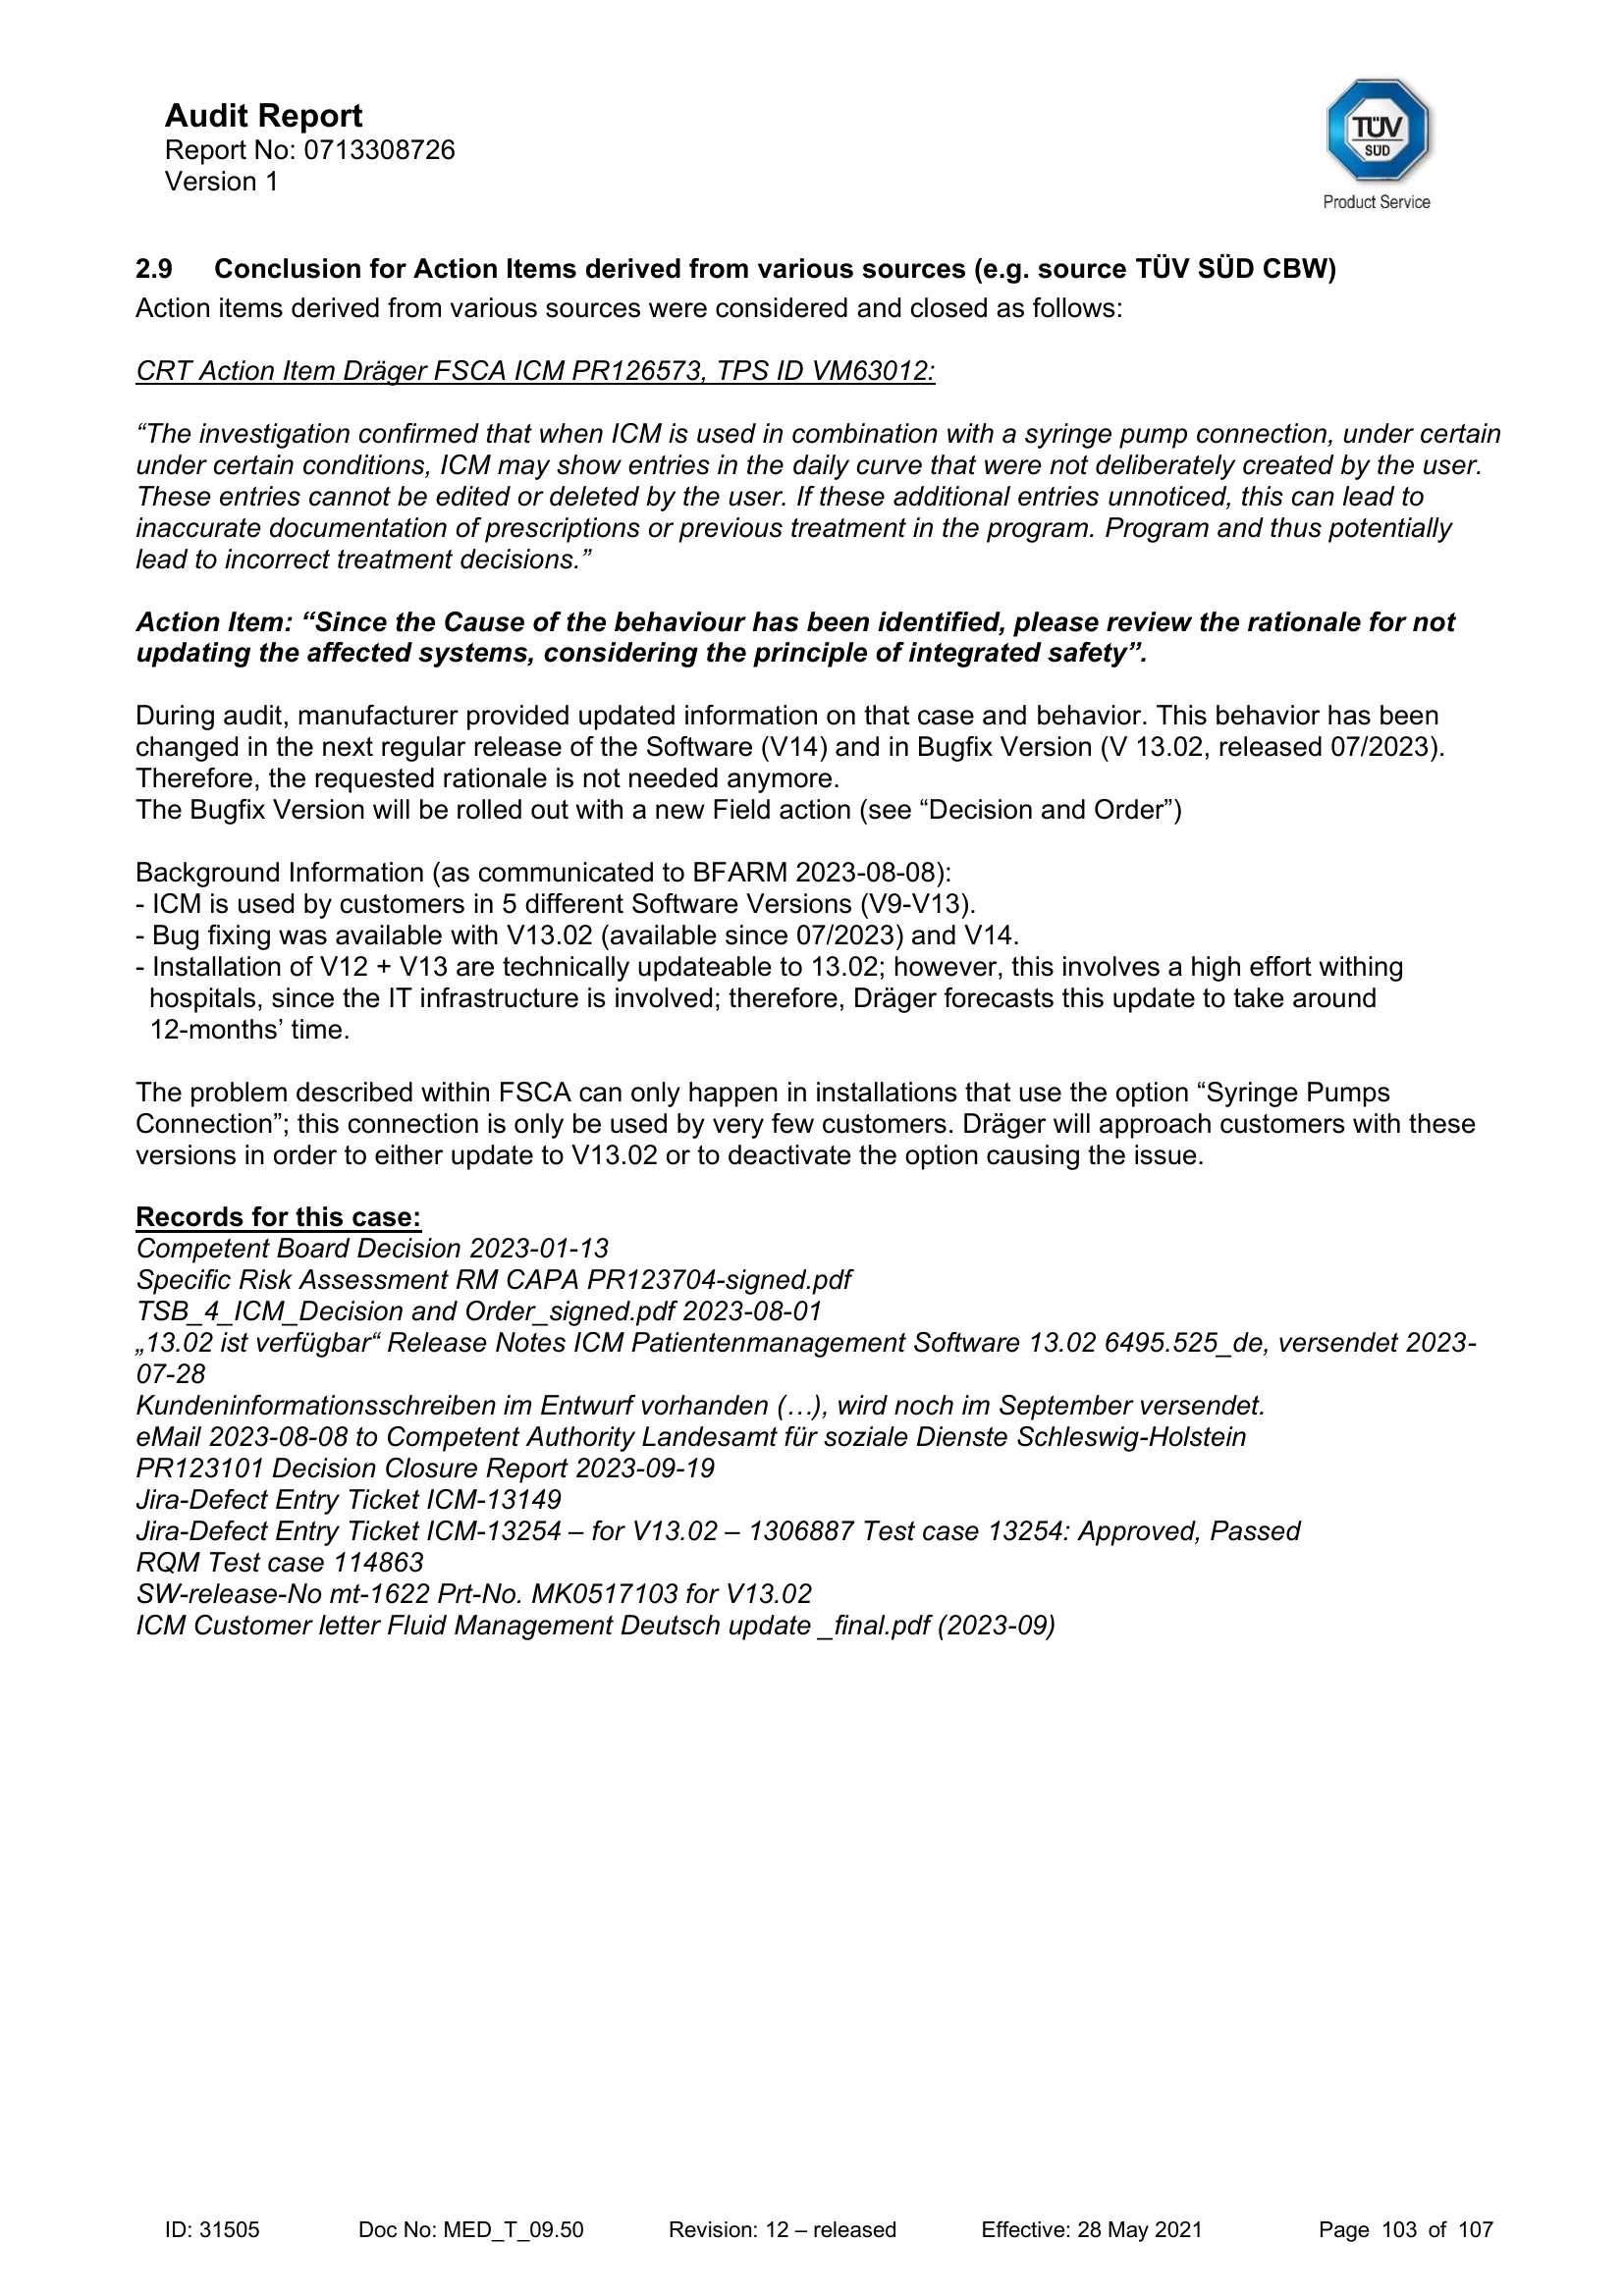 Audit Report
Report No: 0713308726
Version 1
TÜV
SÜD
Product Service
2.9 Conclusion for Action Items derived from various sources (e.g. source TÜV SÜD CBW)
Action items derived from various sources were considered and closed as follows:
CRT Action Item Dräger FSCA ICM PR126573, TPS ID VM63012:
“The investigation confirmed that when ICM is used in combination with a syringe pump connection, under certain
under certain conditions, ICM may show entries in the daily curve that were not deliberately created by the user.
These entries cannot be edited or deleted by the user. If these additional entries unnoticed, this can lead to
inaccurate documentation of prescriptions or previous treatment in the program. Program and thus potentially
lead to incorrect treatment decisions.”
Action Item: “Since the Cause of the behaviour has been identified, please review the rationale for not
updating the affected systems, considering the principle of integrated safety”.
During audit, manufacturer provided updated information on that case and behavior. This behavior has been
changed in the next regular release of the Software (V14) and in Bugfix Version (V 13.02, released 07/2023).
Therefore, the requested rationale is not needed anymore.
The Bugfix Version will be rolled out with a new Field action (see “Decision and Order”)
Background Information (as communicated to BFARM 2023-08-08):
- ICM is used by customers in 5 different Software Versions (V9-V13).
- Bug fixing was available with V13.02 (available since 07/2023) and V14.
- Installation of V12 + V13 are technically updateable to 13.02; however, this involves a high effort withing
hospitals, since the IT infrastructure is involved; therefore, Dräger forecasts this update to take around
12-months’ time.
The problem described within FSCA can only happen in installations that use the option “Syringe Pumps
Connection”; this connection is only be used by very few customers. Dräger will approach customers with these
versions in order to either update to V13.02 or to deactivate the option causing the issue.
Records for this case:
Competent Board Decision 2023-01-13
Specific Risk Assessment RM CAPA PR123704-signed.pdf
TSB_4_ICM_Decision and Order_signed.pdf 2023-08-01
„13.02 ist verfügbar“ Release Notes ICM Patientenmanagement Software 13.02 6495.525_de, versendet 2023-
07-28
Kundeninformationsschreiben im Entwurf vorhanden (…), wird noch im September versendet.
eMail 2023-08-08 to Competent Authority Landesamt für soziale Dienste Schleswig-Holstein
PR123101 Decision Closure Report 2023-09-19
Jira-Defect Entry Ticket ICM-13149
Jira-Defect Entry Ticket ICM-13254 – for V13.02 – 1306887 Test case 13254: Approved, Passed
RQM Test case 114863
SW-release-No mt-1622 Prt-No. MK0517103 for V13.02
ICM Customer letter Fluid Management Deutsch update _final.pdf (2023-09)
ID: 31505 Doc No: MED_T_09.50 Revision: 12 – released Effective: 28 May 2021 Page 103 of 107